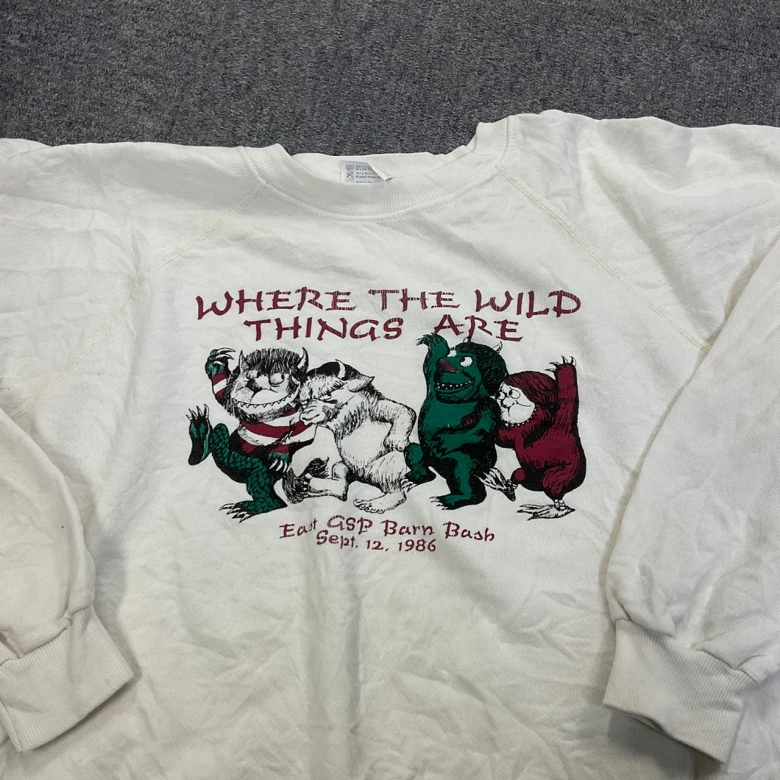 WHERE THE WILD
THINGS ARE
East GSP Barn Bash
Sept. 12, 1986